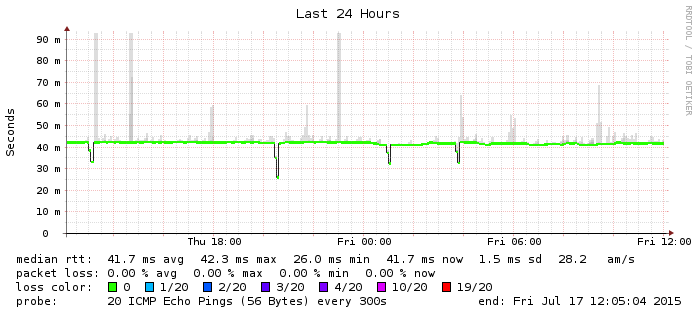 Last 24 Hours
RRDTOOL / TOBI OETIKER
Seconds
90 m
80 m
70 m
60 m
50 m
40 m
30 m
20 m
10 m
0
Thu 18:00 Fri 00:00 Fri 06:00 Fri 12:00
median rtt: 41.7 ms avg 42.3 ms max 26.0 ms min 41.7 ms now 1.5 ms sd 28.2 am/s
packet loss: 0.00 % avg 0.00 % max 0.00 % min 0.00 % now
loss color: 0 1/20 2/20 3/20 4/20 10/20 19/20
probe: 20 ICMP Echo Pings (56 Bytes) every 300s end: Fri Jul 17 12:05:04 2015